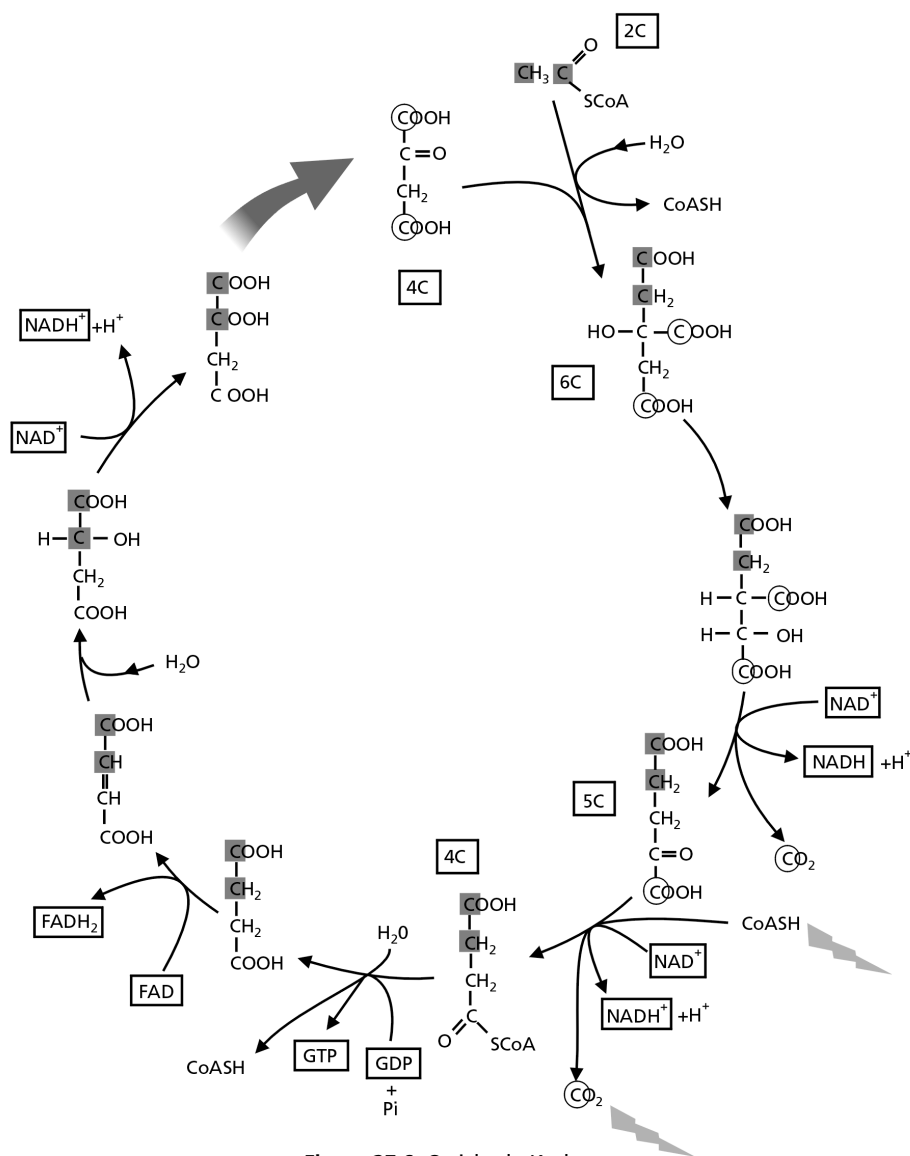 2C
O
CH3 C
SCoA
COOH
C=O
CH2
COOH
4C
H2O
CoASH
COOH
CH2
HO—C—COOH
CH2
COOH
6C
COOH
COOH
CH2
C OOH
NADH+ +H+
NAD+
COOH
H—C—OH
CH2
COOH
H2O
COOH
CH2
H—C—COOH
H—C—OH
COOH
NAD+
NADH +H+
CO2
COOH
CH2
CH2
C=O
COOH
5C
COOH
CH
CH
COOH
COOH
CH2
CH2
COOH
FADH2
FAD
4C
COOH
CH2
CH2
C
O
SCoA
H20
CoASH
GTP
GDP
+
Pi
CoASH
NAD+
NADH+ +H+
CO2